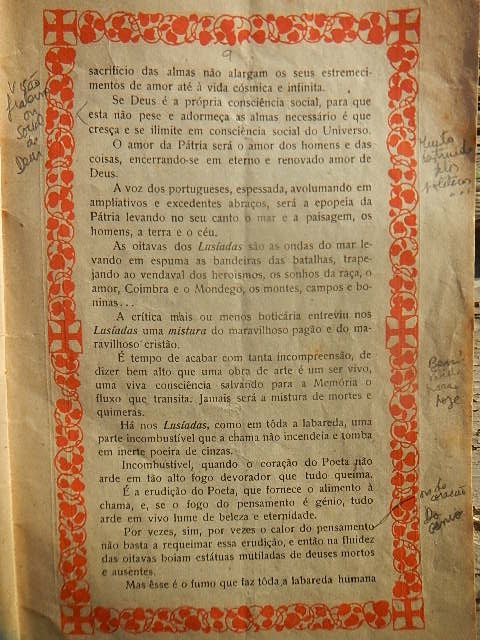 9
sacrifício das almas não alargam os seus estremeci-
mentos de amor até à vida cósmica e infinita.
Se Deus é a própria consciência social, para que
esta não pese e adormeça as almas necessário é que
cresça e se ilimite em consciência social do Universo.
O amor da Pátria será o amor dos homens e das
coisas, encerrando-se em eterno e renovado amor de
Deus.
A voz dos portugueses, espessada, avolumando em
ampliativos e excedentes abraços, será a epopeia da
Pátria levando no seu canto o mar e a paisagem, os
homens, a terra e o céu.
As oitavas dos Lusíadas são as ondas do mar le-
vando em espuma as bandeiras das batalhas, trape-
jando ao vendaval dos heroísmos, os sonhos da raça, o
amor, Coimbra e o Mondego, os montes, campos e bo-
ninas...
A crítica mais ou menos boticária entreviu nos
Lusíadas uma mistura do maravilhoso pagão e do ma-
ravilhoso cristão.
É tempo de acabar com tanta incompreensão, de
dizer bem alto que uma obra de arte é um ser vivo,
uma viva consciência salvando para a Memória o
fluxo que transita. Jamais será a mistura de mortes e
quimeras.
Há nos Lusíadas, como em tôda a labareda, uma
parte incombustível que a chama não incendeia e tomba
em inerte poeira de cinzas.
Incombustível, quando o coração do Poeta não
arde em tão alto fogo devorador que tudo queima.
É a erudição do Poeta, que fornece o alimento à
chama, e, se o fogo do pensamento é génio, tudo
arde em vivo lume de beleza e eternidade.
Por vezes, sim, por vezes o calor do pensamento
não basta a requeimar essa erudição, e então na fluidez
das oitavas boiam estátuas mutiladas de deuses mortos
e ausentes.
Mas êsse é o fumo que faz tôda a labareda humana
Visão
social
Deus
Muito
pelos
políticos
...
hoje
coração
Do
génio